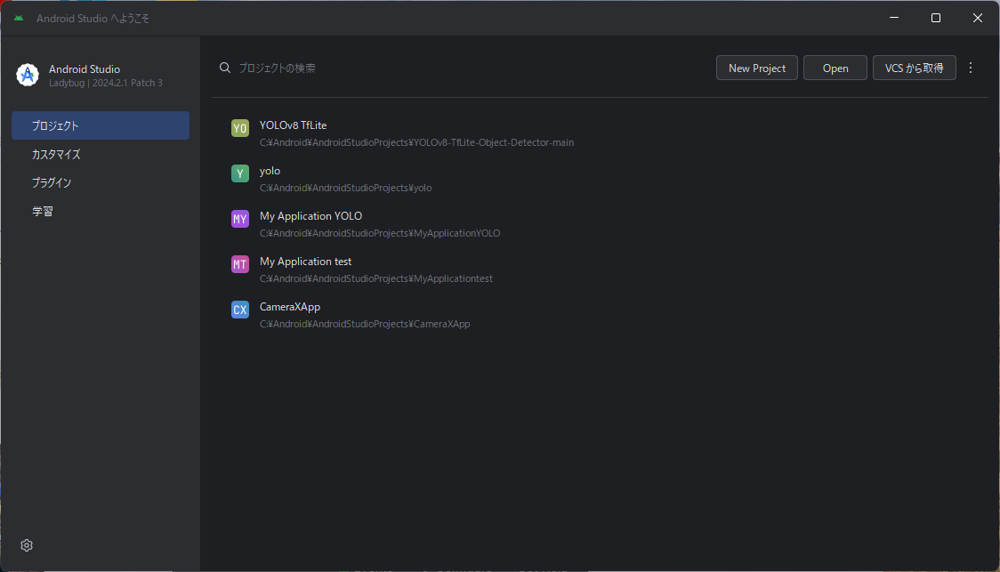 Android Studio へようこそ
Android Studio
Ladybug | 2024.2.1 Patch 3
プロジェクト
カスタマイズ
プラグイン
学習
プロジェクトの検索
New Project
Open
VCS から取得
YO
YOLOv8 TfLite
C:¥Android¥AndroidStudioProjects¥YOLOv8-TfLite-Object-Detector-main
Y
yolo
C:¥Android¥AndroidStudioProjects¥yolo
MY
My Application YOLO
C:¥Android¥AndroidStudioProjects¥MyApplicationYOLO
MT
My Application test
C:¥Android¥AndroidStudioProjects¥MyApplicationtest
CX
CameraXApp
C:¥Android¥AndroidStudioProjects¥CameraXApp